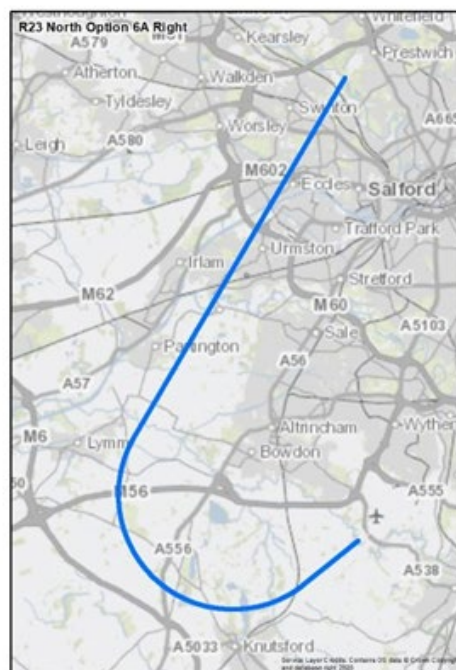 R23 North Option 6A Right
Whitefield
Kearsley
A579
Prestwich
Atherton
Walkden
Tyldesley
Swinton
A665
Worsley
A580
Leigh
M602
Eccles
Salford
Trafford Park
Urmston
Irlam
Stretford
M62
M60
Sale
A5103
Partington
A56
A57
M6
Altrincham
Wythe
Lymm
Bowdon
M56
A555
50
A556
A538
A5033
Knutsford